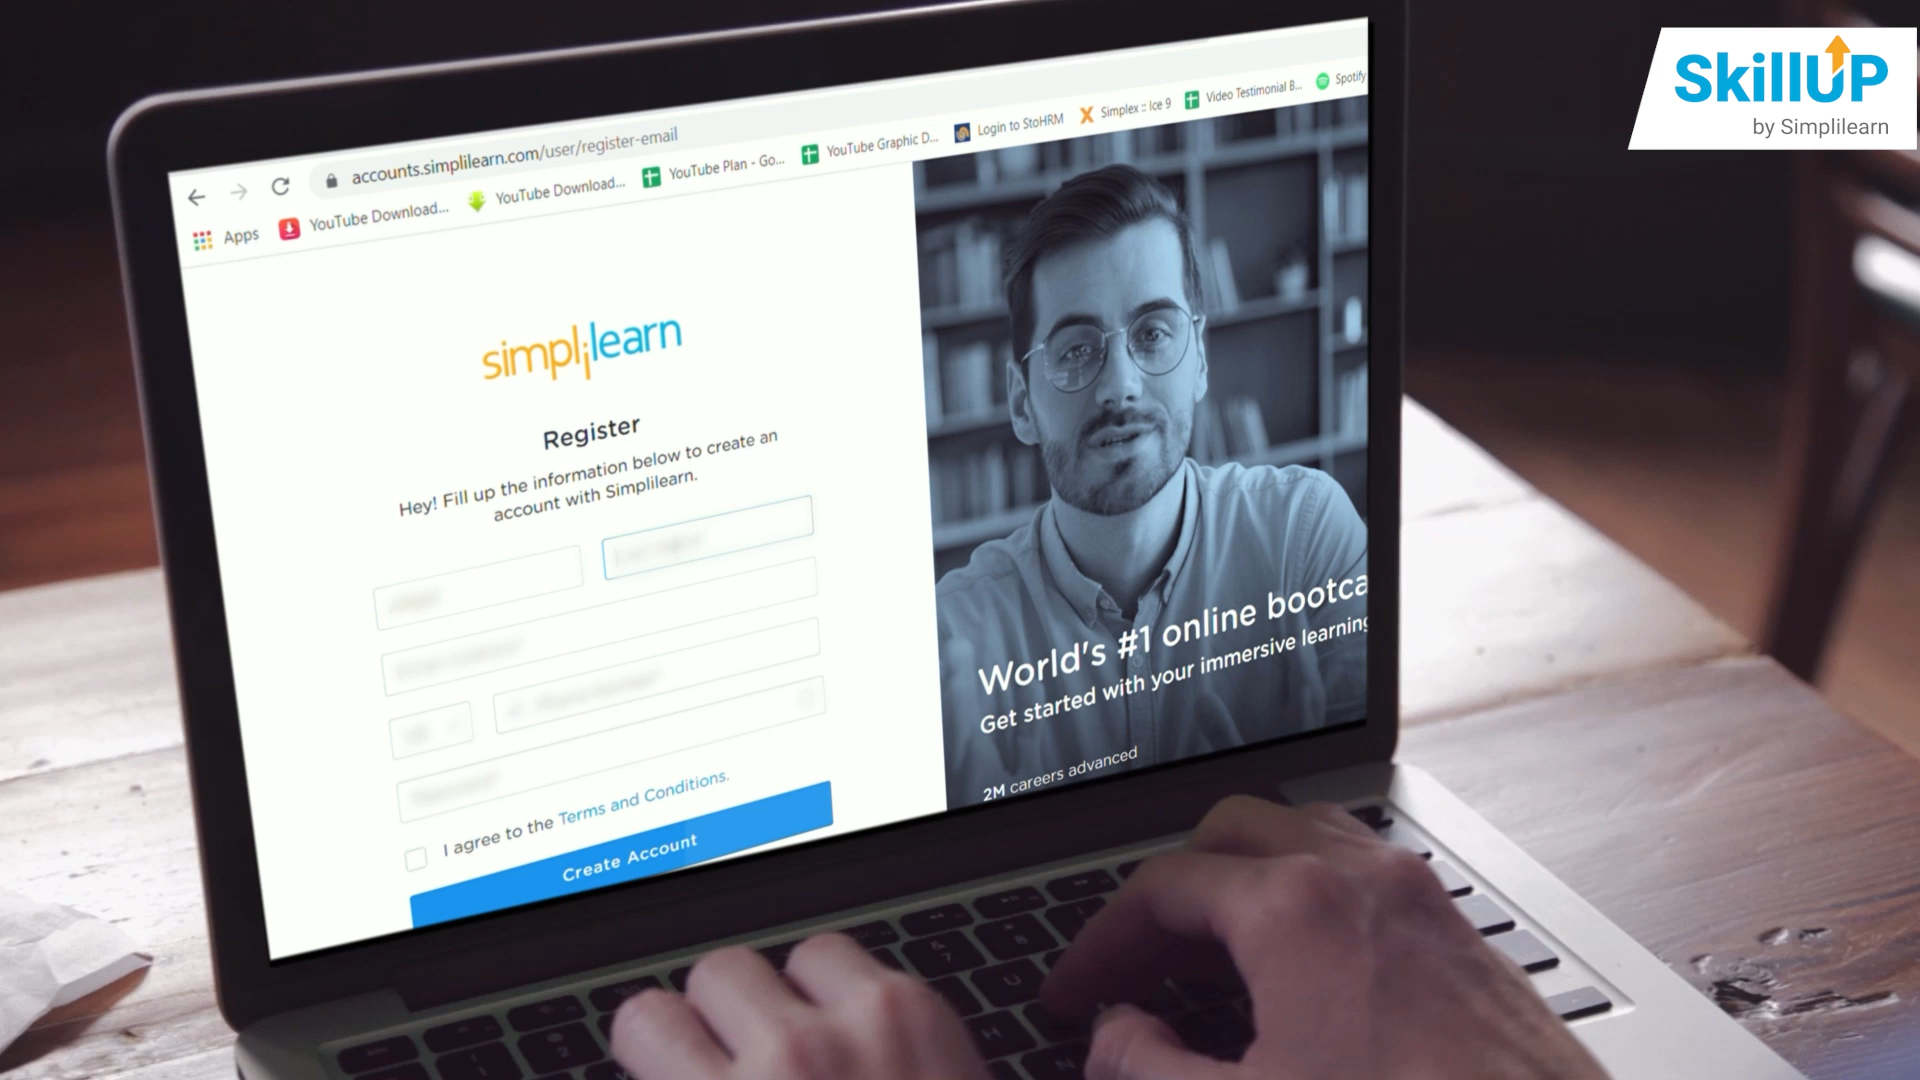 SkillUP
by Simplilearn
accounts.simplilearn.com/user/register-email
Apps
YouTube Download...
YouTube Download...
YouTube Plan - Go...
YouTube Graphic D...
Login to StoHRM
Simplex :: Ice 9
Video Testimonial B...
Spotify
simplilearn
Register
Hey! Fill up the information below to create an
account with Simplilearn.
I agree to the Terms and Conditions.
Create Account
World's #1 online bootca
Get started with your immersive learning
2M careers advanced
7
8
U
H
N
2